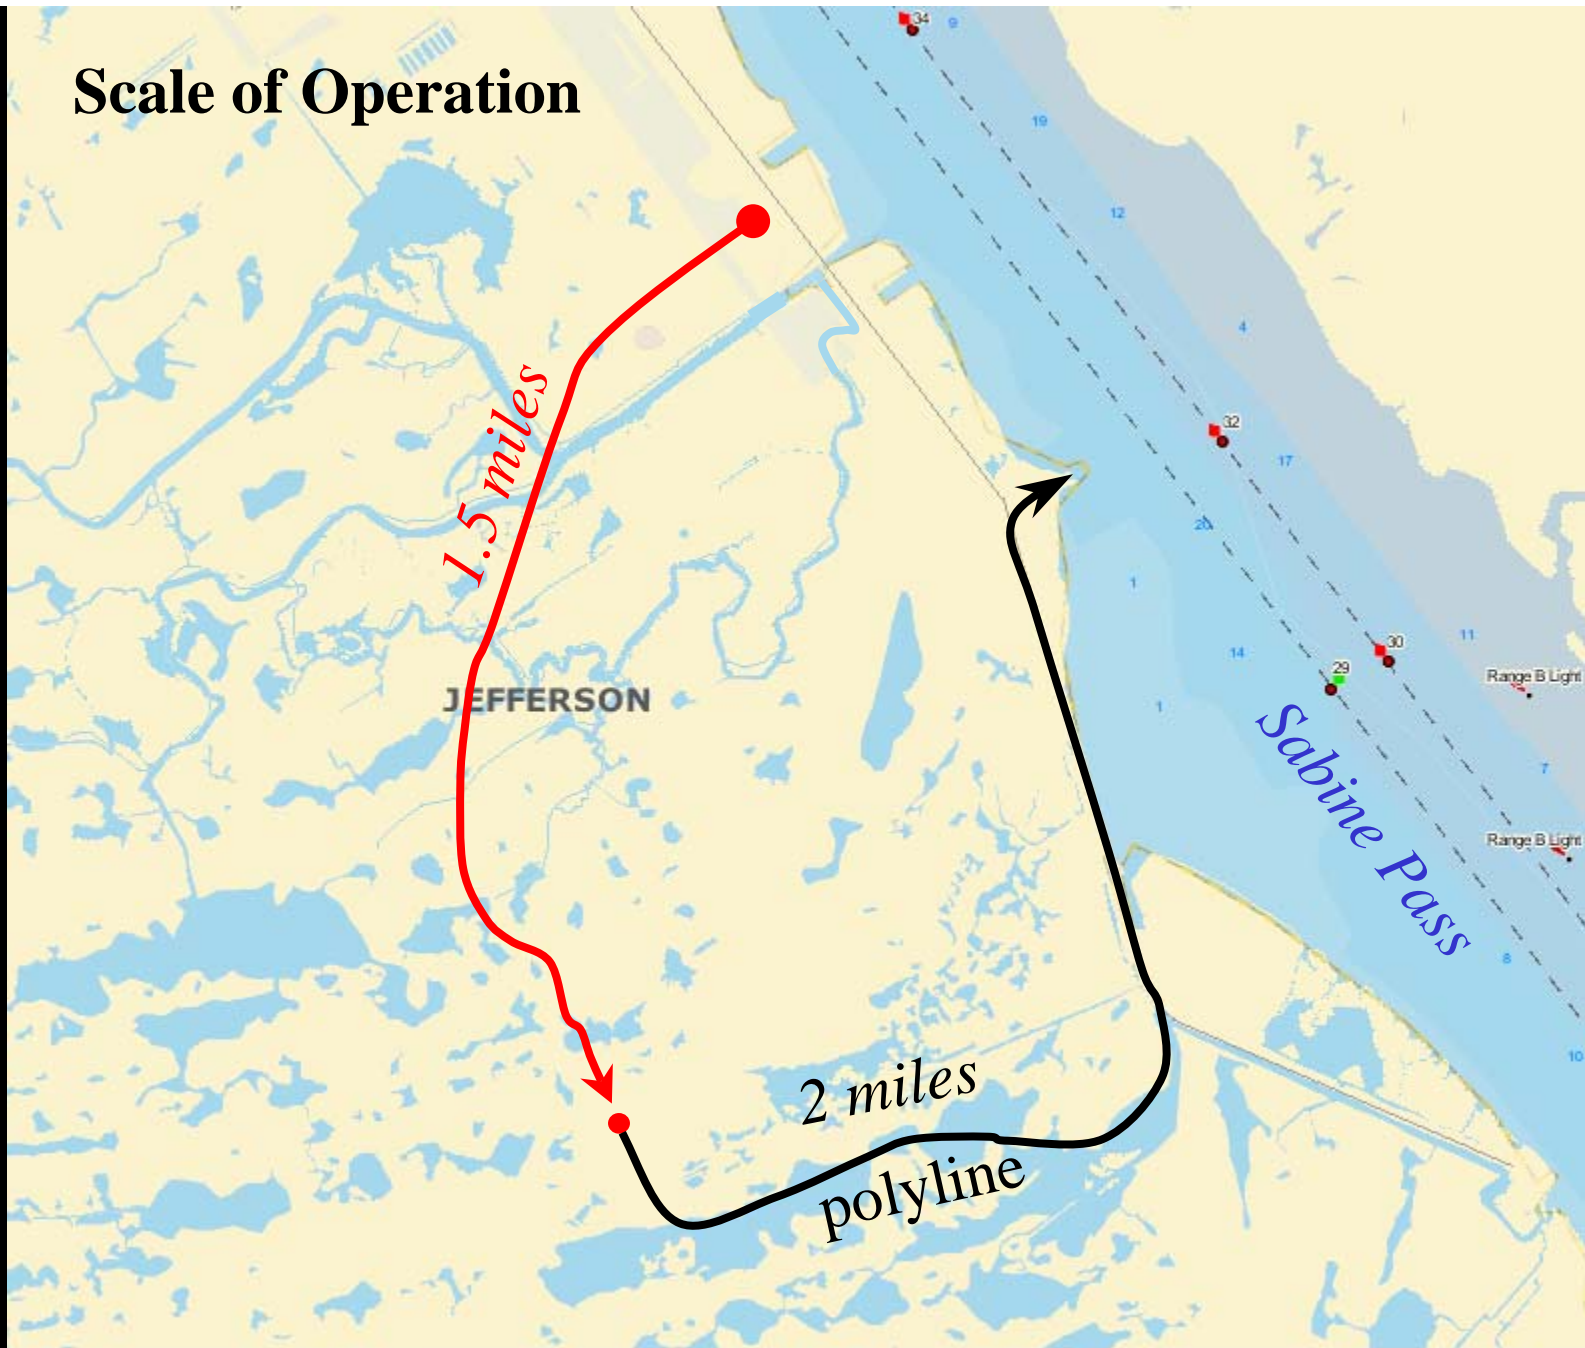 34
9
Scale of Operation
19
12
4
1.5 miles
32
17
20
1
11
30
14
29
Range B Light
JEFFERSON
1
Sabine Pass
7
Range B Light
8
10
2 miles
polyline